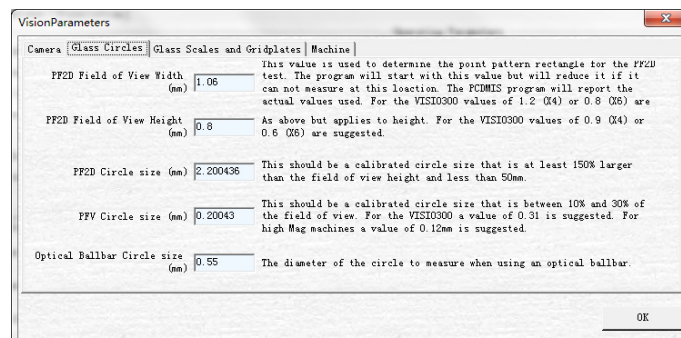 VisionParameters
Camera Glass Circles Glass Scales and Gridplates Machine
PF2D Field of View Width
(mm)
1.06
This value is used to determine the point pattern rectangle for the PF2D
test. The program will start with this value but will reduce it if it
can not measure at this loaction. The PCDMIS program will report the
actual values used. For the VISIO300 values of 1.2 (X4) or 0.8 (X6) are
PF2D Field of View Height
(mm)
0.8
As above but applies to height. For the VISIO300 values of 0.9 (X4) or
0.6 (X6) are suggested.
PF2D Circle size (mm)
2.200436
This should be a calibrated circle size that is at least 150% larger
than the field of view height and less than 50mm.
PFV Circle size (mm)
0.20043
This should be a calibrated circle size that is between 10% and 30% of
the field of view. For the VISIO300 a value of 0.31 is suggested. For
high Mag machines a value of 0.12mm is suggested.
Optical Ballbar Circle size
(mm)
0.55
The diameter of the circle to measure when using an optical ballbar.
OK